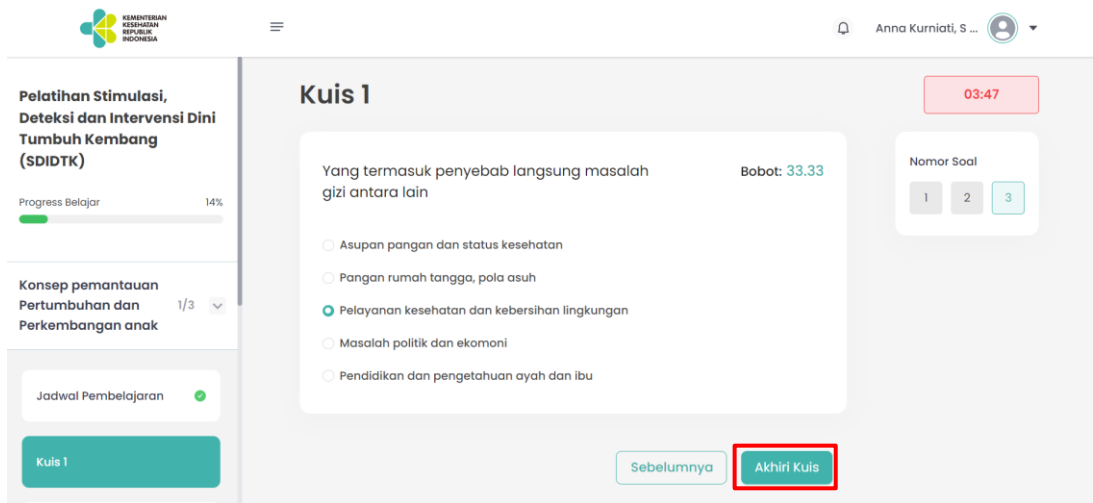 KEMENTERIAN
KESEHATAN
REPUBLIK
INDONESIA
Anna Kurniati, S ...
Pelatihan Stimulasi,
Deteksi dan Intervensi Dini
Tumbuh Kembang
(SDIDTK)
Progress Belajar 14%
Konsep pemantauan
Pertumbuhan dan 1/3
Perkembangan anak
Jadwal Pembelajaran
Kuis 1
Kuis 1
03:47
Yang termasuk penyebab langsung masalah Bobot: 33.33
gizi antara lain
Asupan pangan dan status kesehatan
Pangan rumah tangga, pola asuh
Pelayanan kesehatan dan kebersihan lingkungan
Masalah politik dan ekomoni
Pendidikan dan pengetahuan ayah dan ibu
Nomor Soal
1 2 3
Sebelumnya Akhiri Kuis